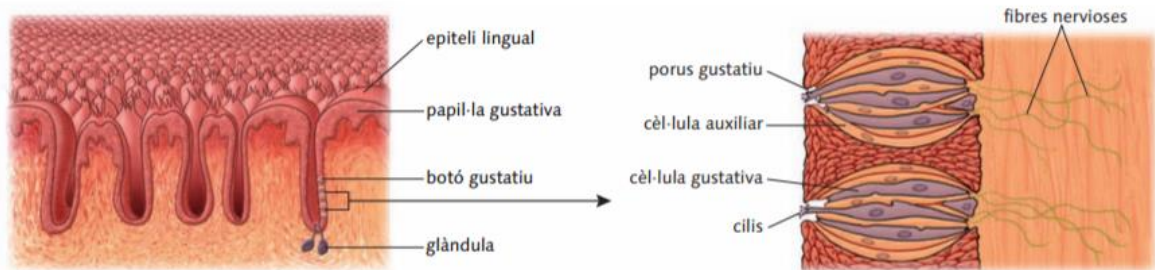 epiteli lingual
papil·la gustativa
botó gustatiu
glàndula
fibres nervioses
porus gustatiu
cèl·lula auxiliar
cèl·lula gustativa
cilis